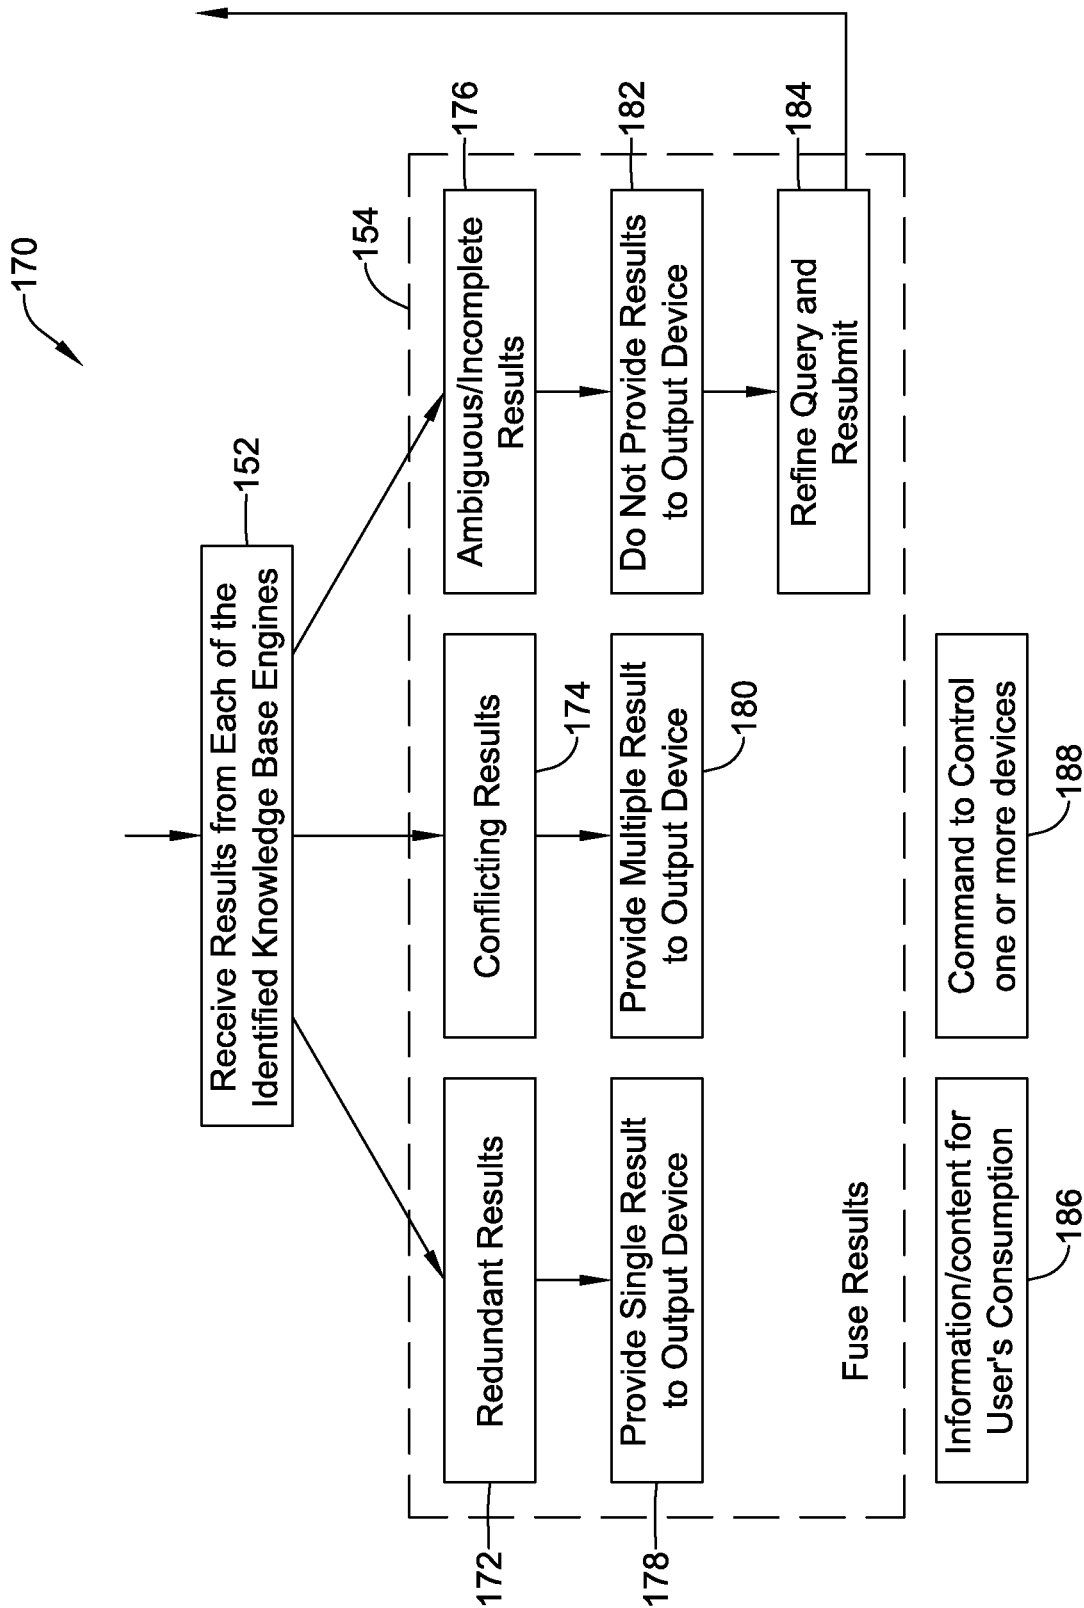 170
152
Receive Results from Each of the
Identified Knowledge Base Engines
154
172
Redundant Results
Conflicting Results
174
Ambiguous/Incomplete
Results
176
178
Provide Single Result
to Output Device
Provide Multiple Result
to Output Device
180
Do Not Provide Results
to Output Device
182
Refine Query and
Resubmit
184
Fuse Results
Information/content for
User's Consumption
186
Command to Control
one or more devices
188